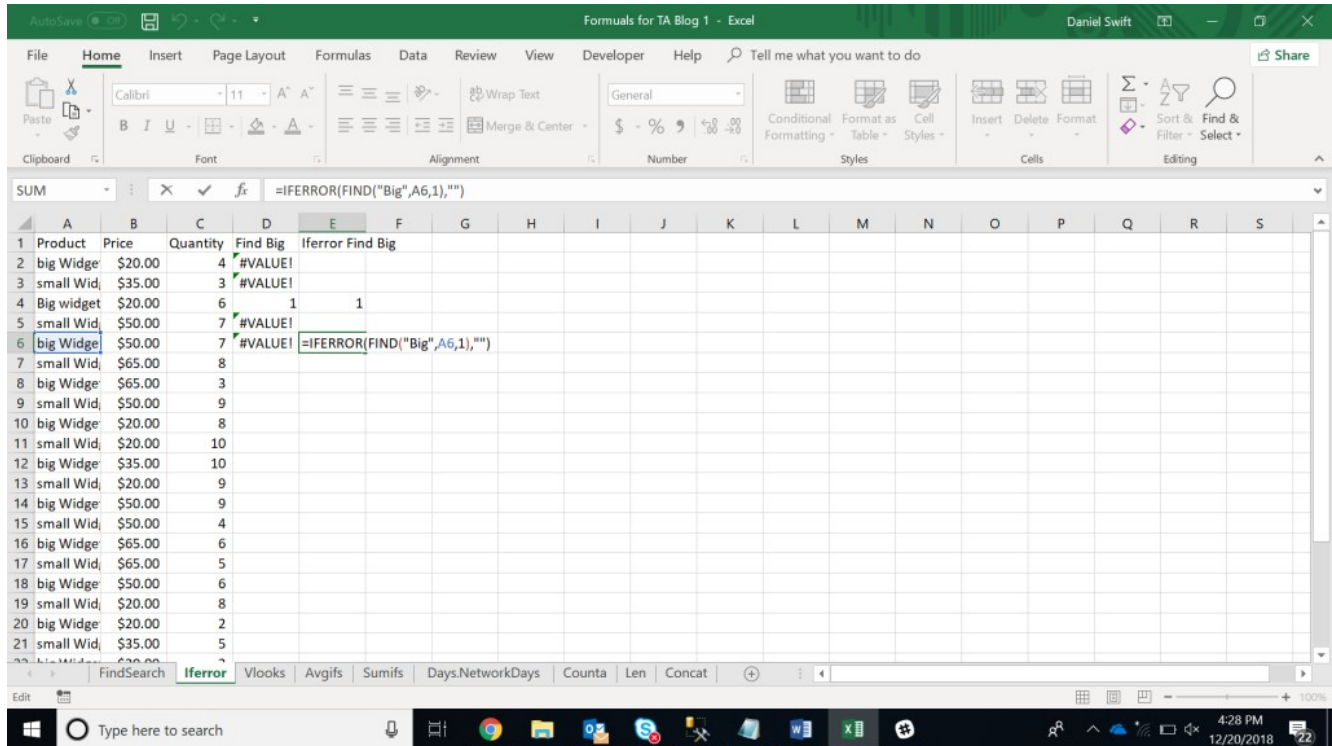 AutoSave Off Formuals for TA Blog 1 - Excel Daniel Swift
File Home Insert Page Layout Formulas Data Review View Developer Help Tell me what you want to do Share
Paste
Calibri 11 A A
B I U A
Wrap Text
Merge & Center
General
$ % 9
Conditional Formatting
Format as Table
Cell Styles
Insert Delete Format
Sort & Filter
Find & Select
Clipboard Font Alignment Number Styles Cells Editing
SUM fx =IFERROR(FIND("Big",A6,1),"")
A B C D E F G H I J K L M N O P Q R S
1 Product Price Quantity Find Big Iferror Find Big
2 big Widge $20.00 4 #VALUE!
3 small Wid $35.00 3 #VALUE!
4 Big widget $20.00 6 1 1
5 small Wid $50.00 7 #VALUE!
6 big Widge $50.00 7 #VALUE! =IFERROR(FIND("Big",A6,1),"")
7 small Wid $65.00 8
8 big Widge $65.00 3
9 small Wid $50.00 9
10 big Widge $20.00 8
11 small Wid $20.00 10
12 big Widge $35.00 10
13 small Wid $20.00 9
14 big Widge $50.00 9
15 small Wid $50.00 4
16 big Widge $65.00 6
17 small Wid $65.00 5
18 big Widge $50.00 6
19 small Wid $20.00 8
20 big Widge $20.00 2
21 small Wid $35.00 5
FindSearch Iferror Vlooks Avgifs Sumifs Days.NetworkDays Counta Len Concat
Edit 100%
Type here to search 4:28 PM
12/20/2018 22